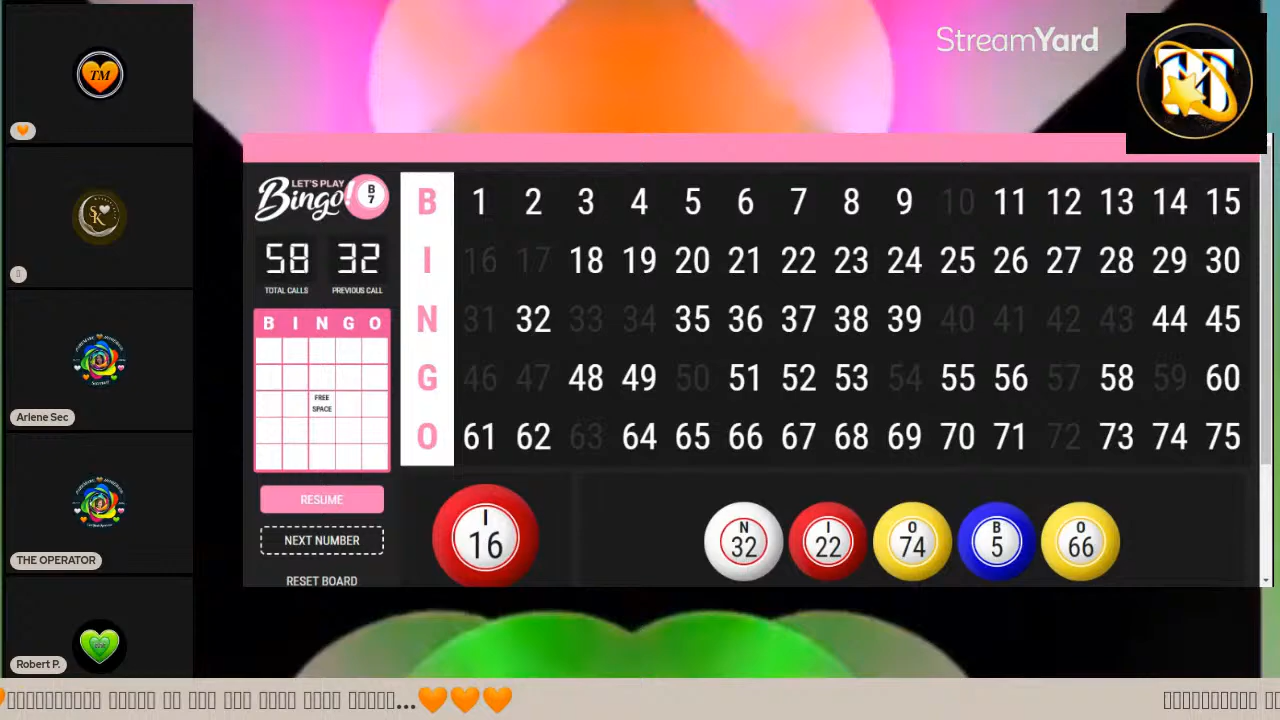 StreamYard
TM
🧡
SK
Arlene Sec
THE OPERATOR
Robert P.
LET'S PLAY
Bingo!
B
7
58 32
TOTAL CALLS PREVIOUS CALL
B I N G O
FREE
SPACE
RESUME
NEXT NUMBER
RESET BOARD
B 1 2 3 4 5 6 7 8 9 10 11 12 13 14 15
I 16 17 18 19 20 21 22 23 24 25 26 27 28 29 30
N 31 32 33 34 35 36 37 38 39 40 41 42 43 44 45
G 46 47 48 49 50 51 52 53 54 55 56 57 58 59 60
O 61 62 63 64 65 66 67 68 69 70 71 72 73 74 75
I N I O B O
16 32 22 74 5 66
...🧡🧡🧡